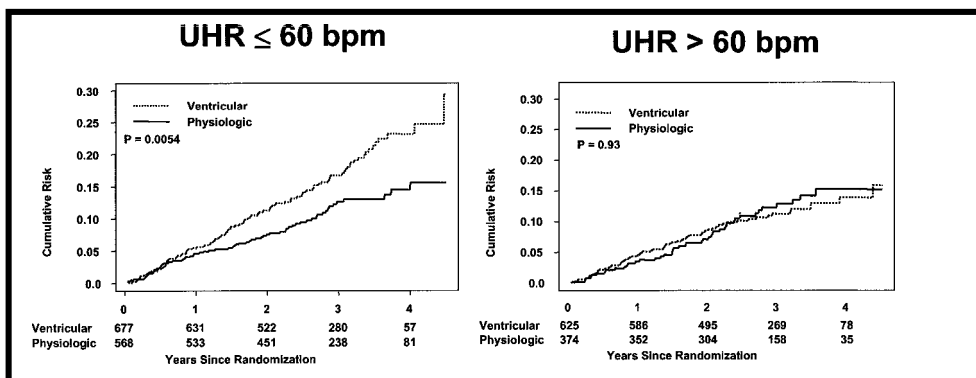 UHR ≤ 60 bpm
0.30
0.25
0.20
0.15
0.10
0.05
0.0
Cumulative Risk
Ventricular
Physiologic
P = 0.0054
0 1 2 3 4
Ventricular 677 631 522 280 57
Physiologic 568 533 451 238 81
Years Since Randomization
UHR > 60 bpm
0.30
0.25
0.20
0.15
0.10
0.05
0.0
Cumulative Risk
Ventricular
Physiologic
P = 0.93
0 1 2 3 4
Ventricular 625 586 495 269 78
Physiologic 374 352 304 158 35
Years Since Randomization